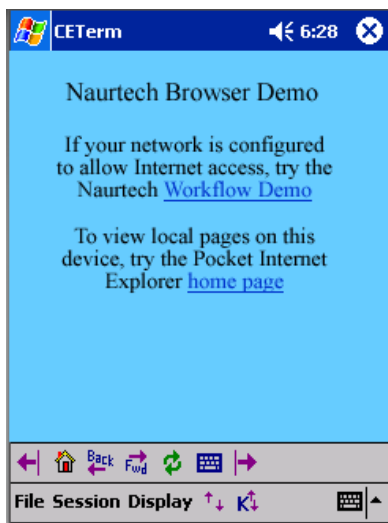 CETerm 6:28
Naurtech Browser Demo
If your network is configured
to allow Internet access, try the
Naurtech Workflow Demo
To view local pages on this
device, try the Pocket Internet
Explorer home page
Back Fwd
File Session Display K